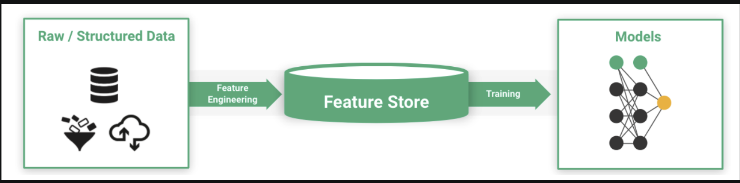 Raw / Structured Data
Feature
Engineering
Feature Store
Training
Models